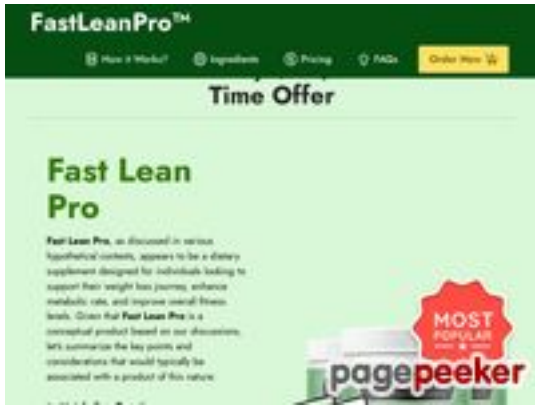 FastLeanPro™
How it Works? Ingredients Pricing FAQs Order Now
Time Offer
Fast Lean
Pro
Fast Lean Pro, as discussed in various
hypothetical contexts, appears to be a dietary
supplement designed for individuals looking to
support their weight loss journey, enhance
metabolic rate, and improve overall fitness
levels. Given that Fast Lean Pro is a
conceptual product based on our discussions,
let's summarize the key points and
considerations that would typically be
associated with a product of this nature:
MOST
POPULAR
pagepeeker